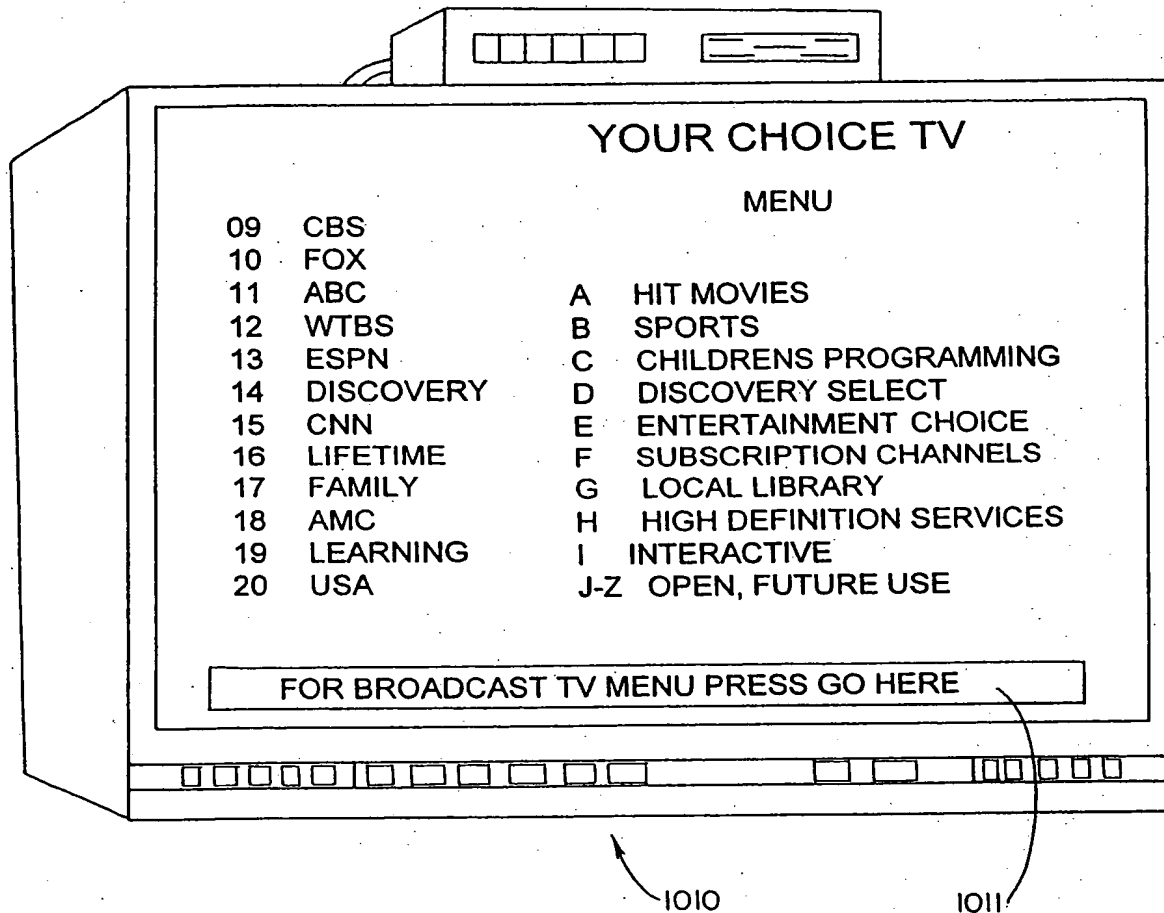 YOUR CHOICE TV
MENU
09 CBS
10 FOX
11 ABC
12 WTBS
13 ESPN
14 DISCOVERY
15 CNN
16 LIFETIME
17 FAMILY
18 AMC
19 LEARNING
20 USA
A HIT MOVIES
B SPORTS
C CHILDRENS PROGRAMMING
D DISCOVERY SELECT
E ENTERTAINMENT CHOICE
F SUBSCRIPTION CHANNELS
G LOCAL LIBRARY
H HIGH DEFINITION SERVICES
I INTERACTIVE
J-Z OPEN, FUTURE USE
FOR BROADCAST TV MENU PRESS GO HERE
1010
1011